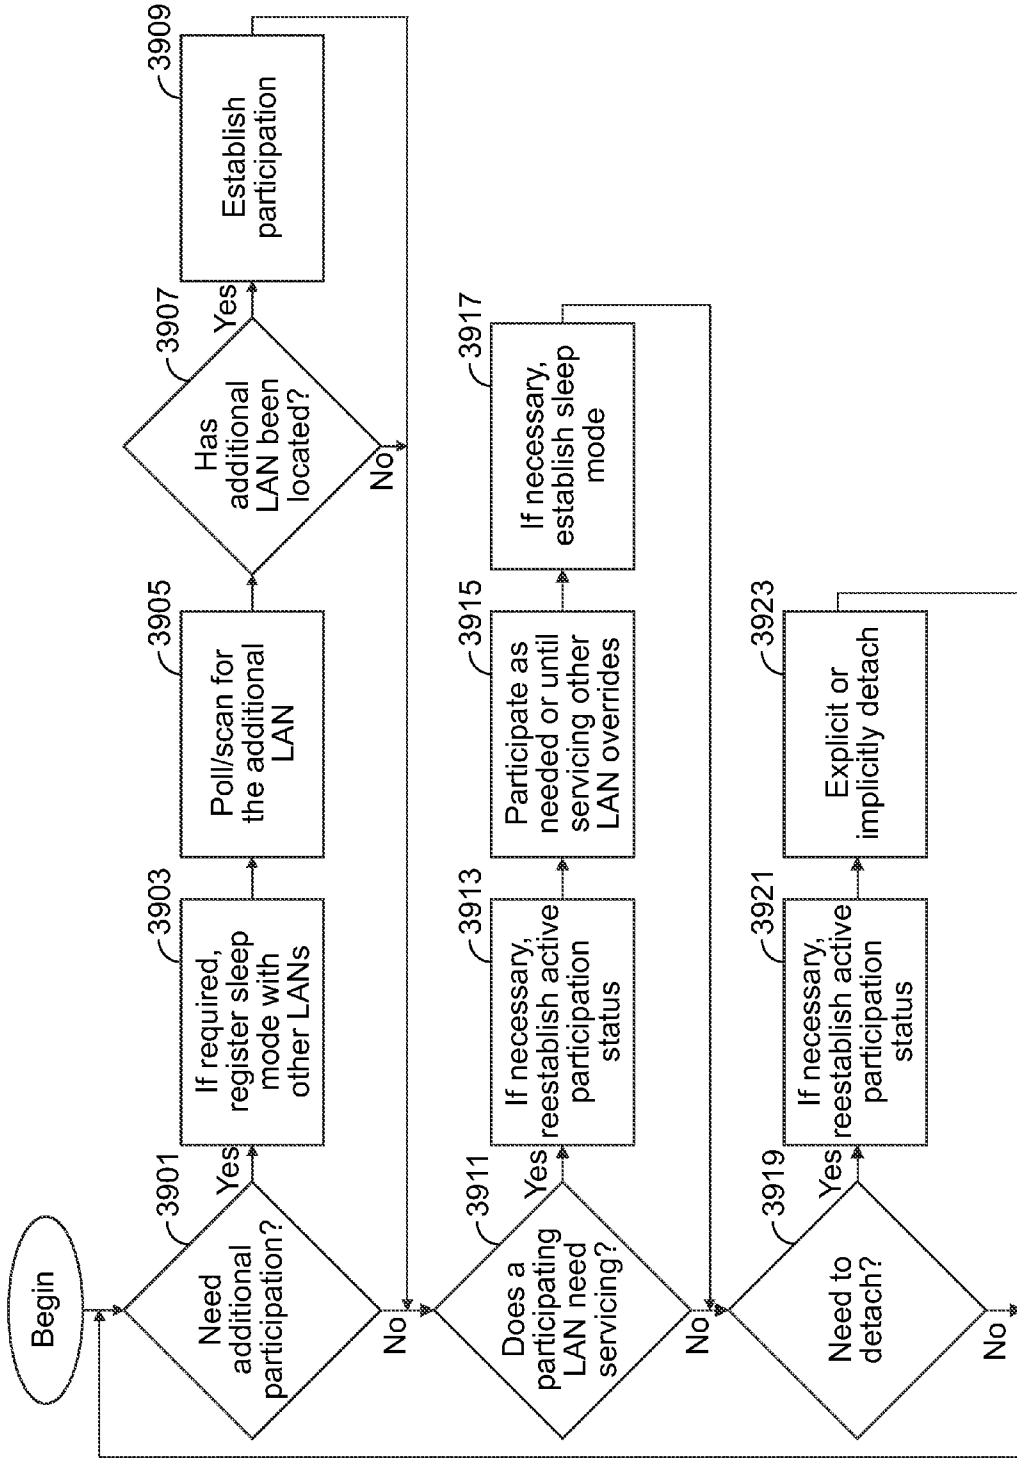 Begin
3901
Need
additional
participation?
Yes
No
3903
If required,
register sleep
mode with
other LANs
3905
Poll/scan for
the additional
LAN
3907
Has
additional
LAN been
located?
Yes
No
3909
Establish
participation
3911
Does a
participating
LAN need
servicing?
Yes
No
3913
If necessary,
reestablish active
participation
status
3915
Participate as
needed or until
servicing other
LAN overrides
3917
If necessary,
establish sleep
mode
3919
Need to
detach?
Yes
No
3921
If necessary,
reestablish active
participation
status
3923
Explicit or
implicitly detach